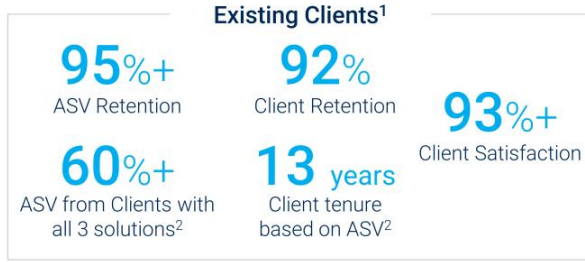 Existing Clients¹
95%+
ASV Retention
92%
Client Retention
60%+
ASV from Clients with
all 3 solutions²
13 years
Client tenure
based on ASV²
93%+
Client Satisfaction